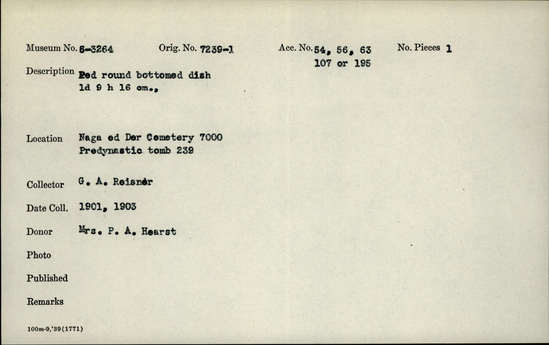 Museum No. 6-3264 Orig. No. 7239-1 Acc. No. 54, 56, 63 No. Pieces 1
107 or 195
Description Red round bottomed dish
ld 9 h 16 cm.,
Location Naga ed Der Cemetery 7000
Predynastic tomb 239
Collector G. A. Reisner
Date Coll. 1901, 1903
Donor Mrs. P. A. Hearst
Photo
Published
Remarks
100m-9,'39(1771)